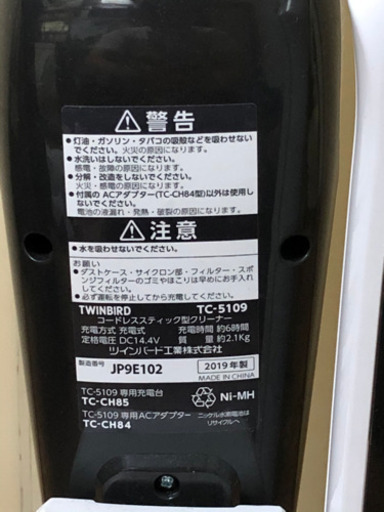 警告
●灯油・ガソリン・タバコの吸殻などを吸わせない
でください。火災の原因になります。
●水洗いはしないでください。
感電・故障の原因になります。
●分解・改造をしないでください。
火災・感電の原因になります。
●付属のACアダプター(TC-CH84型)以外は使用し
ないでください。
電池の液漏れ・発熱・破裂の原因になります。
注意
●水を吸わせないでください。
お願い
●ダストケース・サイクロン部・フィルター・スポ
ンジフィルターのゴミやほこりは早めにお手入れ
してください。
●必ず運転を停止してから充電してください。
TWINBIRD TC-5109
コードレススティック型クリーナー
充電方式 充電式 充電時間 約6時間
定格電圧 DC14.4V 質量 約2.1Kg
ツインバード工業株式会社
製造番号 JP9E102 2019年製
MADE IN CHINA
TC-5109 専用充電台
TC-CH85 Ni-MH
TC-5109 専用ACアダプター
TC-CH84
ニッケル水素電池は
リサイクルへ